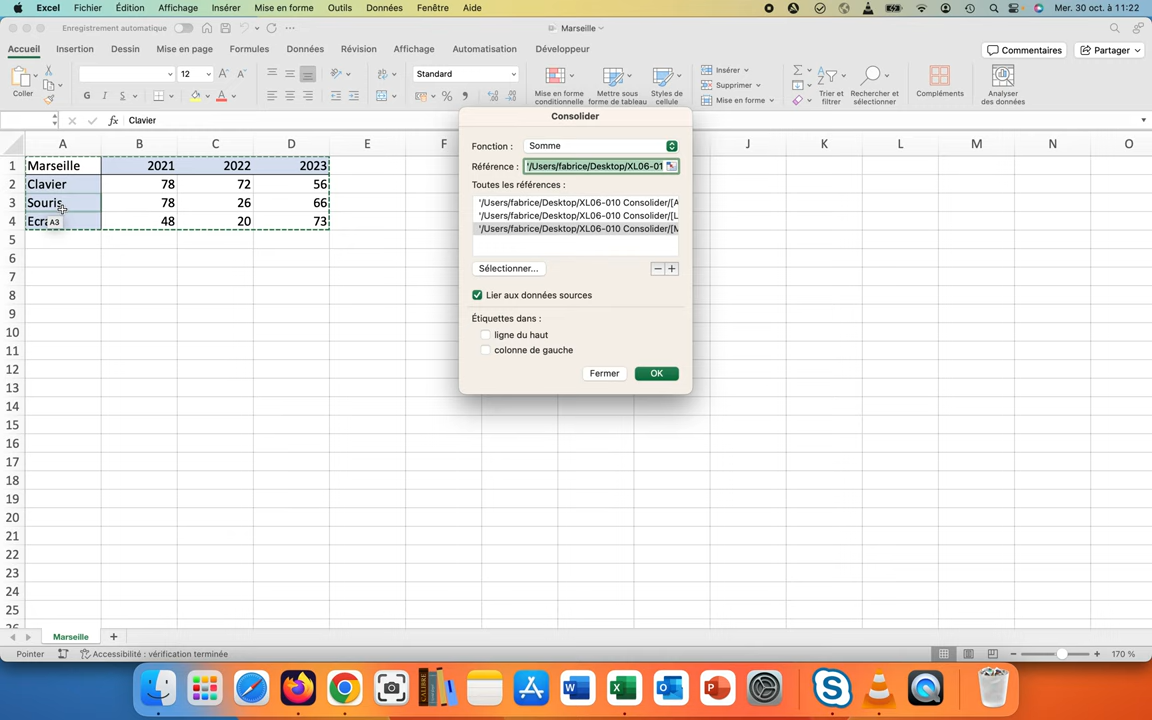 Excel Fichier Édition Affichage Insérer Mise en forme Outils Données Fenêtre Aide Mer. 30 oct. à 11:22
Enregistrement automatique Marseille
Accueil Insertion Dessin Mise en page Formules Données Révision Affichage Automatisation Développeur Commentaires Partager
Coller 12 A A Standard Insérer Supprimer Mise en forme
G I S A Mise en forme conditionnelle Mettre sous forme de tableau Styles de cellule Trier et filtrer Rechercher et sélectionner Compléments Analyser des données
fx Clavier
A B C D E F J K L M N O
1 Marseille 2021 2022 2023
2 Clavier 78 72 56
3 Souris 78 26 66
4 Ecra 48 20 73
A3
5
6
7
8
9
10
11
12
13
14
15
16
17
18
19
20
21
22
23
24
25
26
Consolider
Fonction : Somme
Référence : '/Users/fabrice/Desktop/XL06-01
Toutes les références :
'/Users/fabrice/Desktop/XL06-010 Consolider/[A
'/Users/fabrice/Desktop/XL06-010 Consolider/[L
'/Users/fabrice/Desktop/XL06-010 Consolider/[M
Sélectionner... − +
Lier aux données sources
Étiquettes dans :
ligne du haut
colonne de gauche
Fermer OK
Marseille +
Pointer Accessibilité : vérification terminée − + 170 %